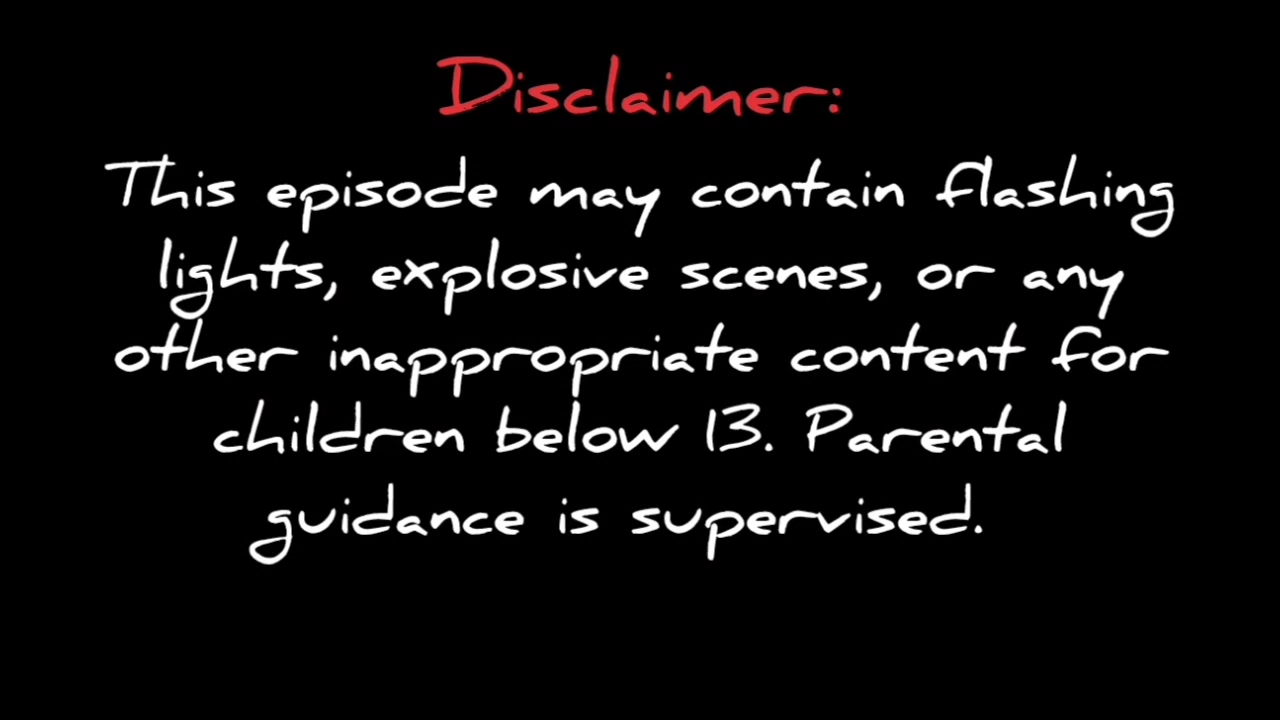 Disclaimer:
This episode may contain flashing
lights, explosive scenes, or any
other inappropriate content for
children below 13. Parental
guidance is supervised.